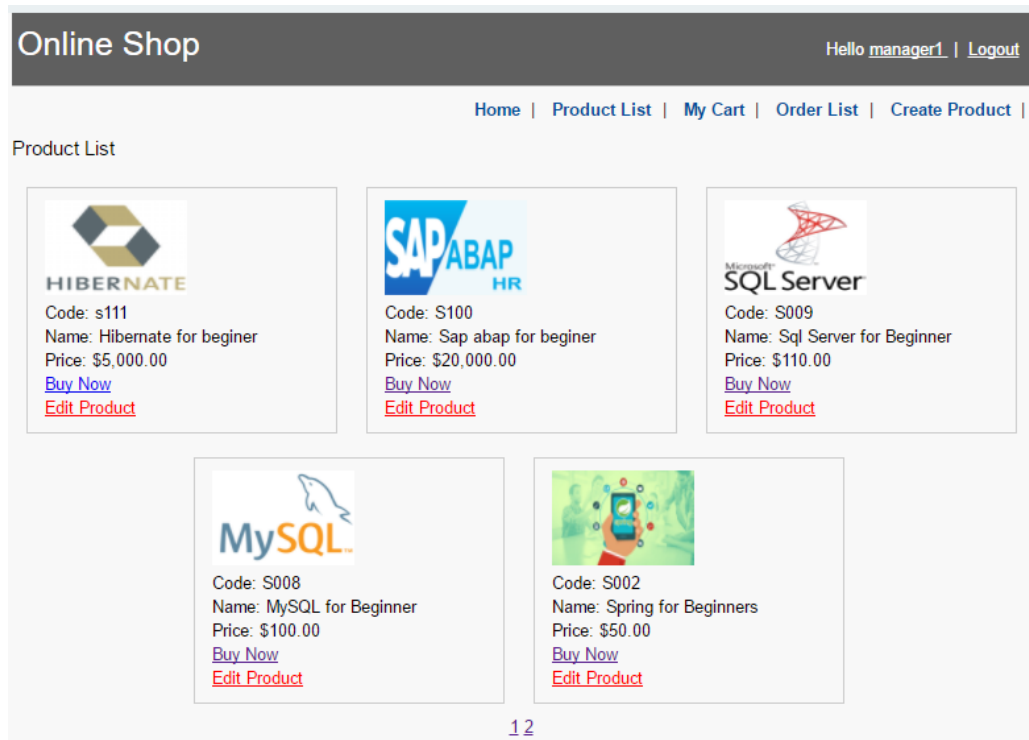 Online Shop
Hello manager1 | Logout
Home | Product List | My Cart | Order List | Create Product |
Product List
HIBERNATE
Code: s111
Name: Hibernate for beginer
Price: $5,000.00
Buy Now
Edit Product
SAP ABAP
HR
Code: S100
Name: Sap abap for beginer
Price: $20,000.00
Buy Now
Edit Product
Microsoft®
SQL Server
Code: S009
Name: Sql Server for Beginner
Price: $110.00
Buy Now
Edit Product
MySQL™
Code: S008
Name: MySQL for Beginner
Price: $100.00
Buy Now
Edit Product
Code: S002
Name: Spring for Beginners
Price: $50.00
Buy Now
Edit Product
1 2